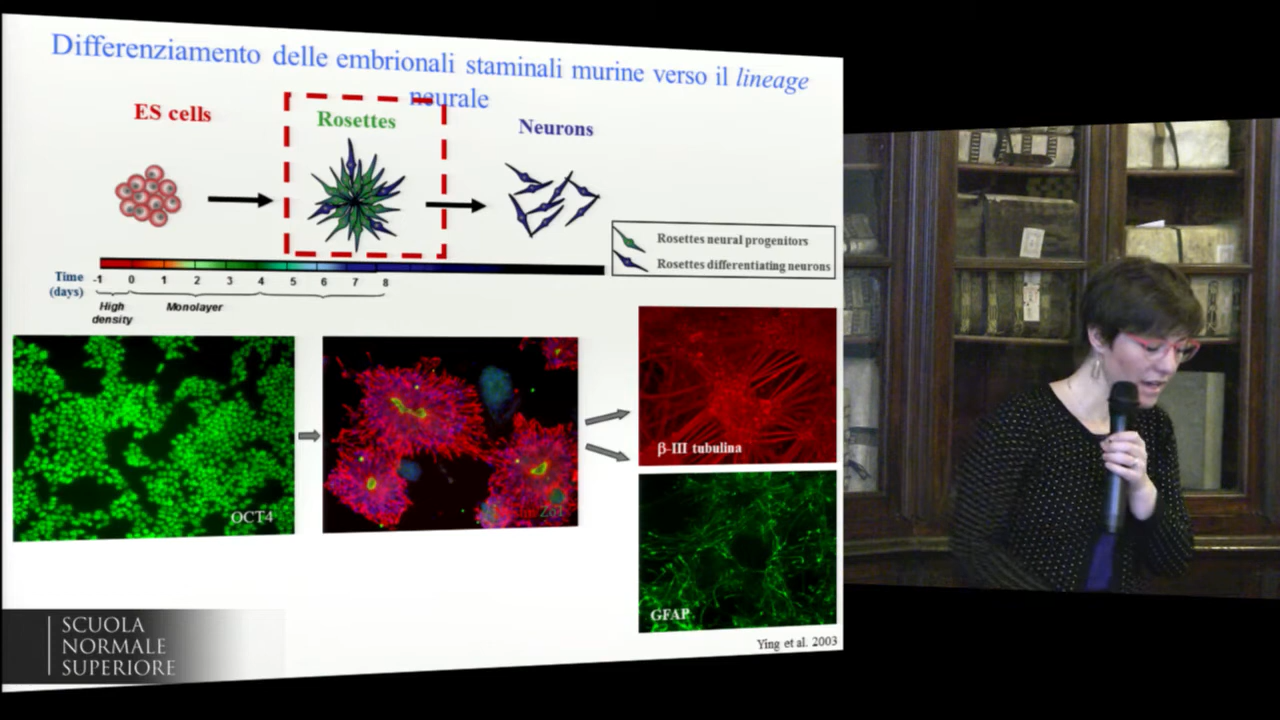 Differenziamento delle embrionali staminali murine verso il lineage
neurale
ES cells
Rosettes
Neurons
Rosettes neural progenitors
Rosettes differentiating neurons
Time
(days)
-1 0 1 2 3 4 5 6 7 8
High
density
Monolayer
OCT4
β-III tubulina
GFAP
Ying et al. 2003
SCUOLA
NORMALE
SUPERIORE